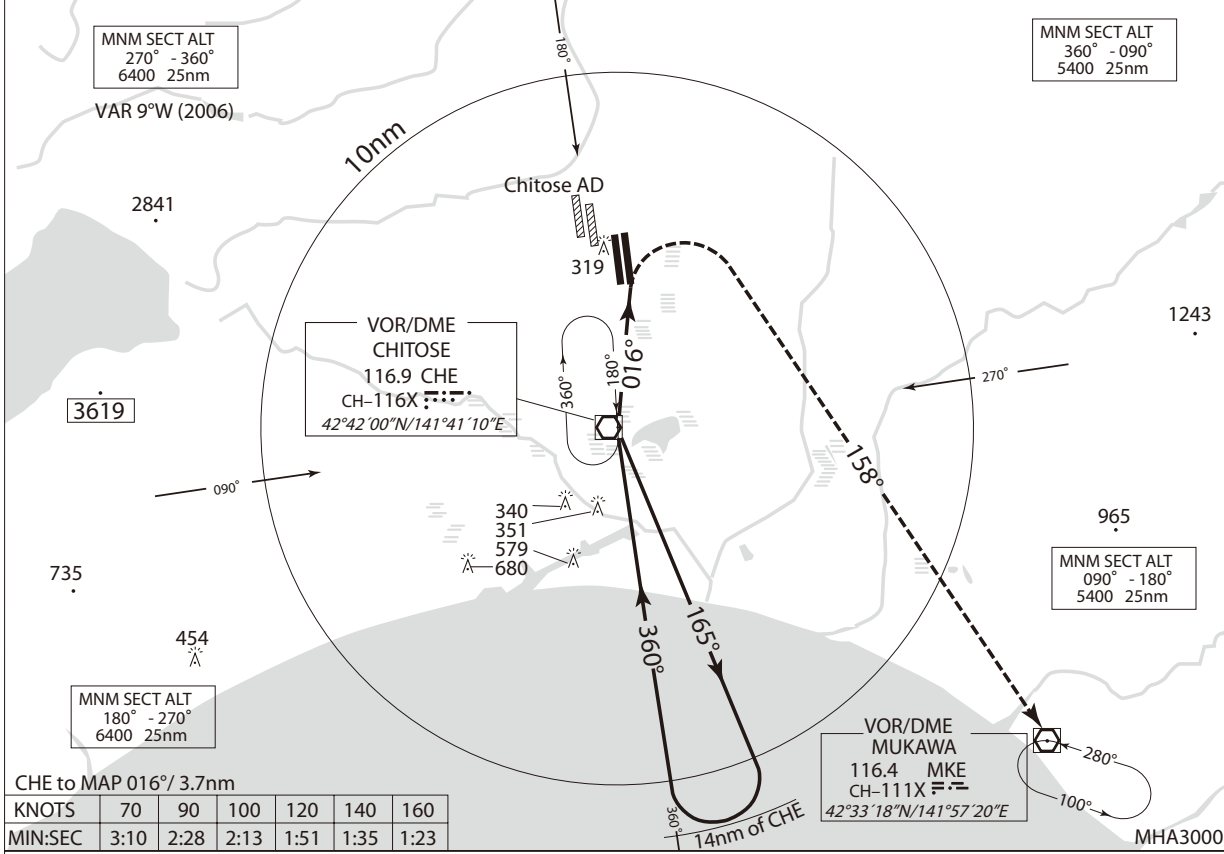 MNM SECT ALT
270° - 360°
6400 25nm
VAR 9°W (2006)
180°
MNM SECT ALT
360° - 090°
5400 25nm
10nm
Chitose AD
319
2841
1243
3619
VOR/DME
CHITOSE
116.9 CHE
CH–116X
42°42´00˝N/141°41´10˝E
360°
180°
016°
270°
090°
158°
340
351
579
680
965
MNM SECT ALT
090° - 180°
5400 25nm
735
454
360°
165°
MNM SECT ALT
180° - 270°
6400 25nm
VOR/DME
MUKAWA
116.4 MKE
CH–111X
42°33´18˝N/141°57´20˝E
280°
100°
360°
14nm of CHE
MHA3000
CHE to MAP 016°/ 3.7nm
KNOTS 70 90 100 120 140 160
MIN:SEC 3:10 2:28 2:13 1:51 1:35 1:23